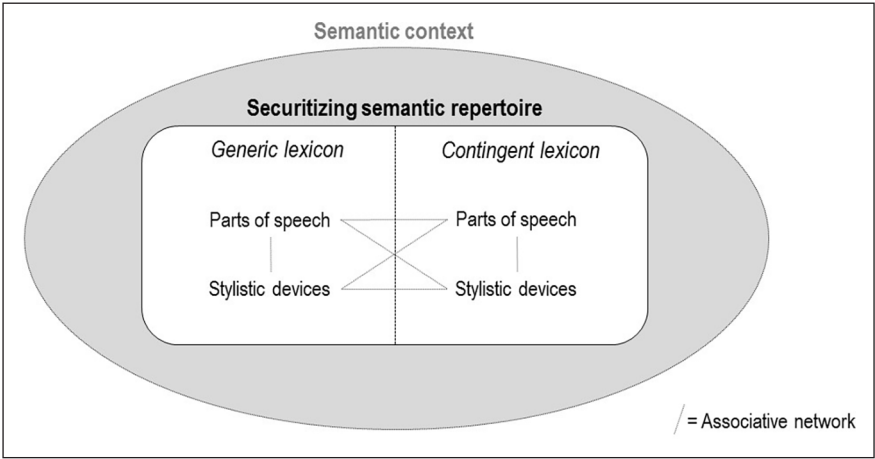 Semantic context
Securitizing semantic repertoire
Generic lexicon
Contingent lexicon
Parts of speech
Parts of speech
Stylistic devices
Stylistic devices
= Associative network